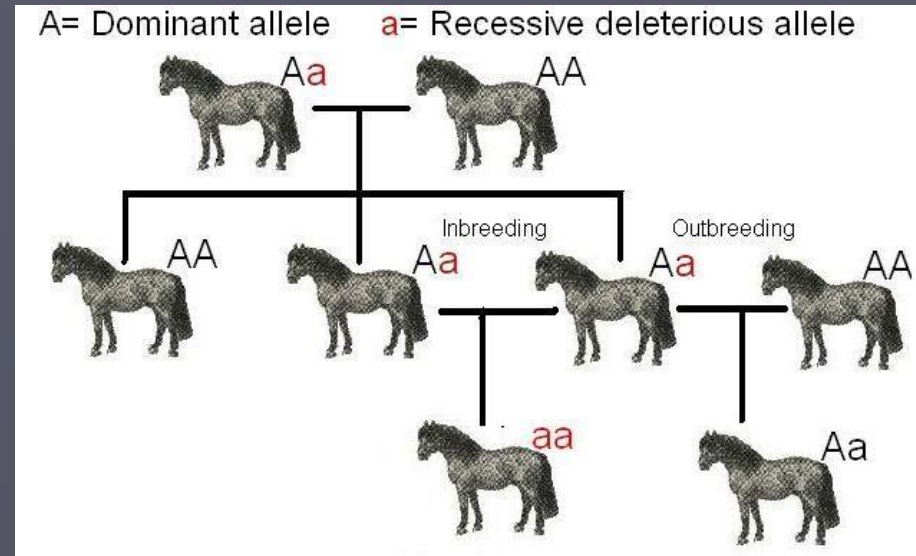 A= Dominant allele a= Recessive deleterious allele
Aa AA
Inbreeding Outbreeding
AA Aa Aa AA
aa Aa